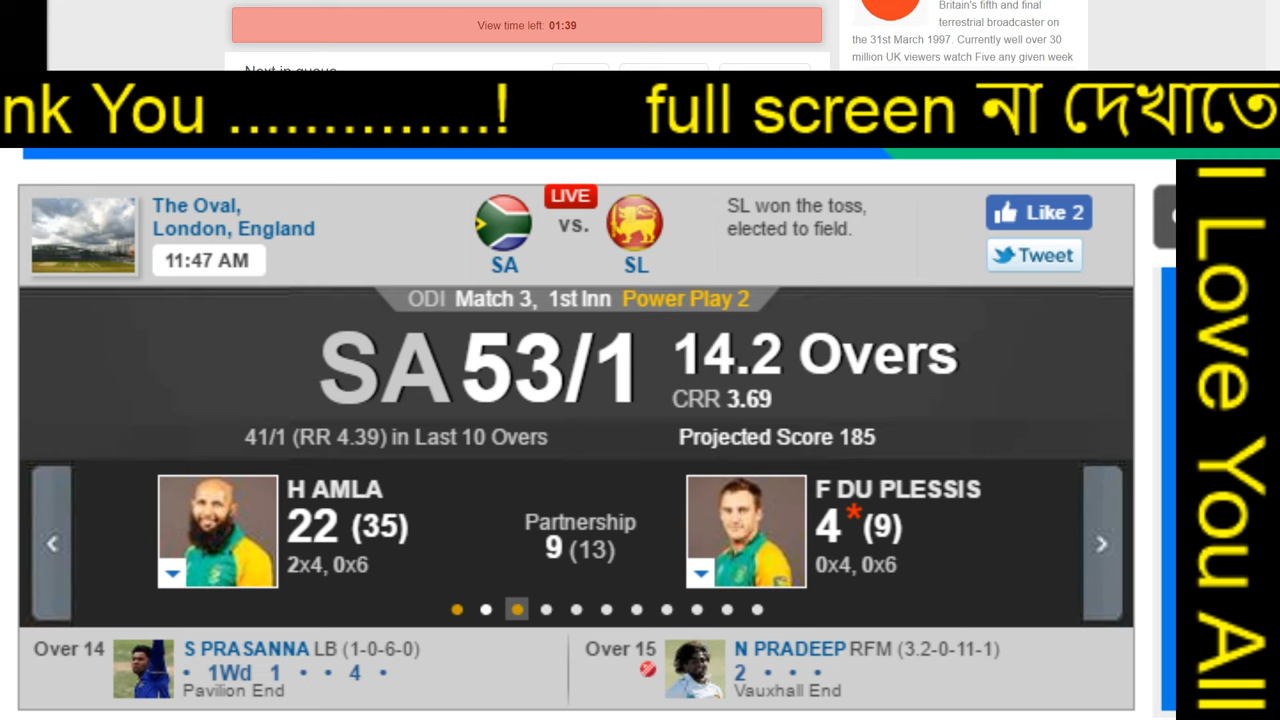 Britain's fifth and final
terrestrial broadcaster on
the 31st March 1997. Currently well over 30
million UK viewers watch Five any given week
View time left: 01:39
Next in queue
nk You ..............! full screen না দেখাতে
I Love You All
The Oval,
London, England
11:47 AM
LIVE
vs.
SA
SL
SL won the toss,
elected to field.
Like 2
Tweet
ODI Match 3, 1st Inn Power Play 2
SA 53/1 14.2 Overs
CRR 3.69
41/1 (RR 4.39) in Last 10 Overs
Projected Score 185
H AMLA
22 (35)
2x4, 0x6
Partnership
9 (13)
F DU PLESSIS
4* (9)
0x4, 0x6
Over 14
S PRASANNA LB (1-0-6-0)
• 1Wd 1 • • 4 •
Pavilion End
Over 15
N PRADEEP RFM (3.2-0-11-1)
2 • • •
Vauxhall End